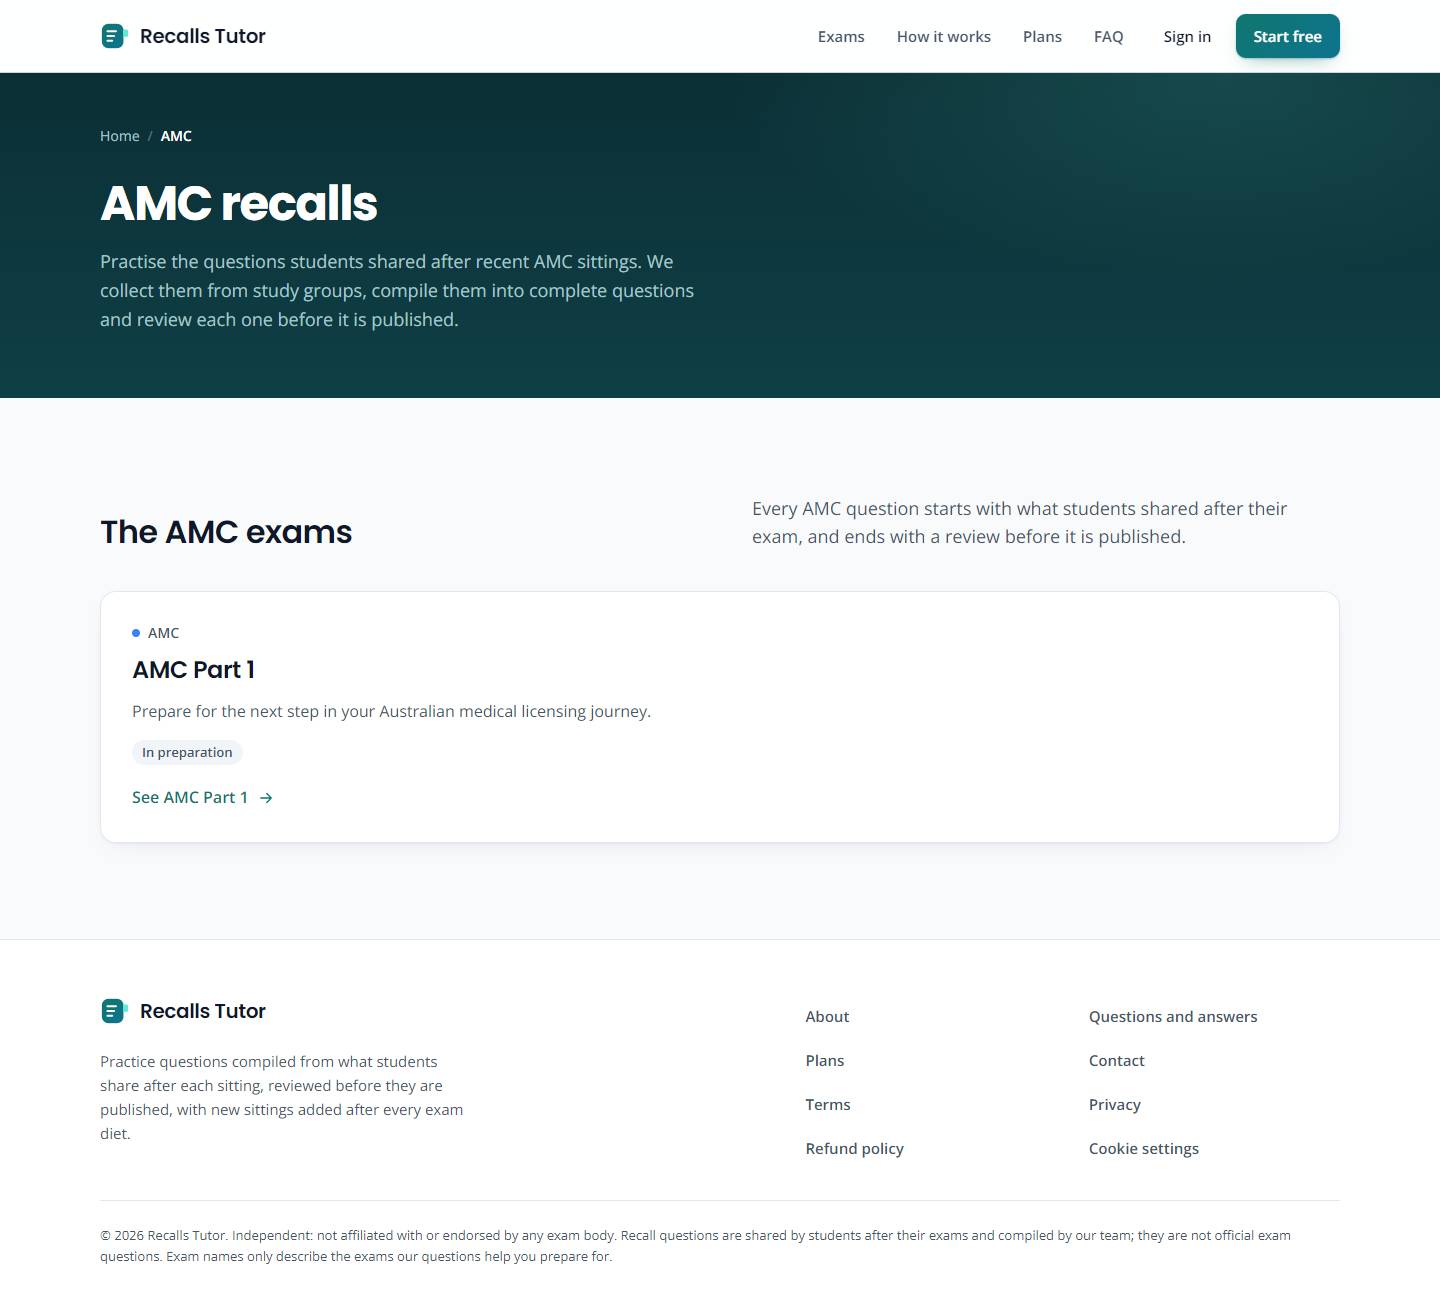 Recalls Tutor
Exams
How it works
Plans
FAQ
Sign in
Start free
Home / AMC
AMC recalls
Practise the questions students shared after recent AMC sittings. We
collect them from study groups, compile them into complete questions
and review each one before it is published.
The AMC exams
Every AMC question starts with what students shared after their
exam, and ends with a review before it is published.
AMC
AMC Part 1
Prepare for the next step in your Australian medical licensing journey.
In preparation
See AMC Part 1 →
Recalls Tutor
Practice questions compiled from what students
share after each sitting, reviewed before they are
published, with new sittings added after every exam
diet.
About
Plans
Terms
Refund policy
Questions and answers
Contact
Privacy
Cookie settings
© 2026 Recalls Tutor. Independent: not affiliated with or endorsed by any exam body. Recall questions are shared by students after their exams and compiled by our team; they are not official exam
questions. Exam names only describe the exams our questions help you prepare for.